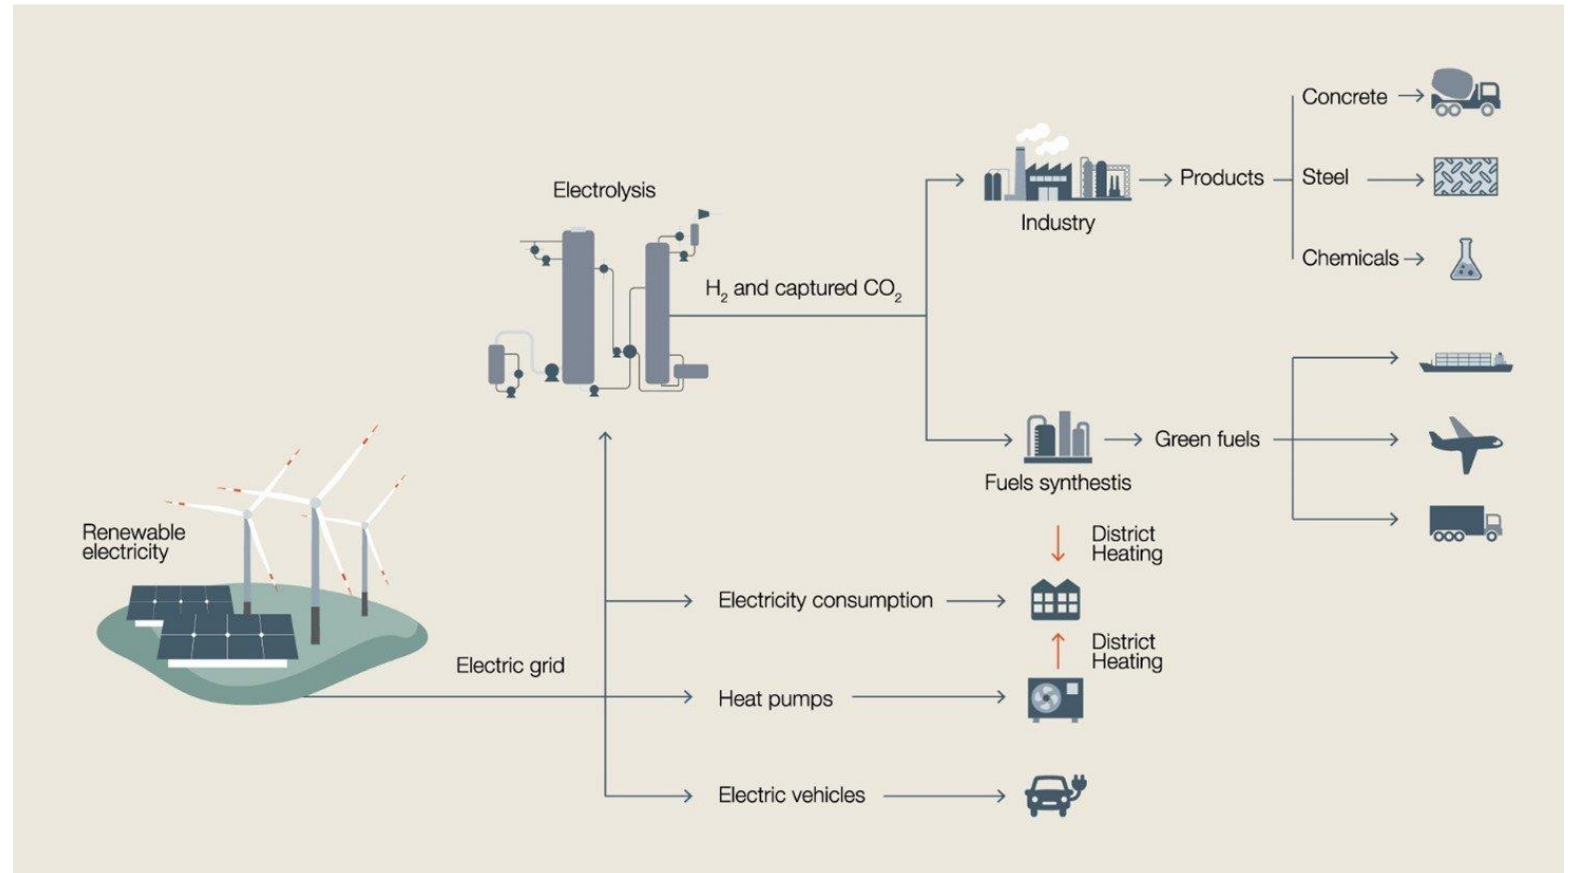 Concrete
Electrolysis
Products
Steel
Industry
Chemicals
H₂ and captured CO₂
Green fuels
Fuels synthestis
Renewable
electricity
District
Heating
Electricity consumption
District
Heating
Electric grid
Heat pumps
Electric vehicles